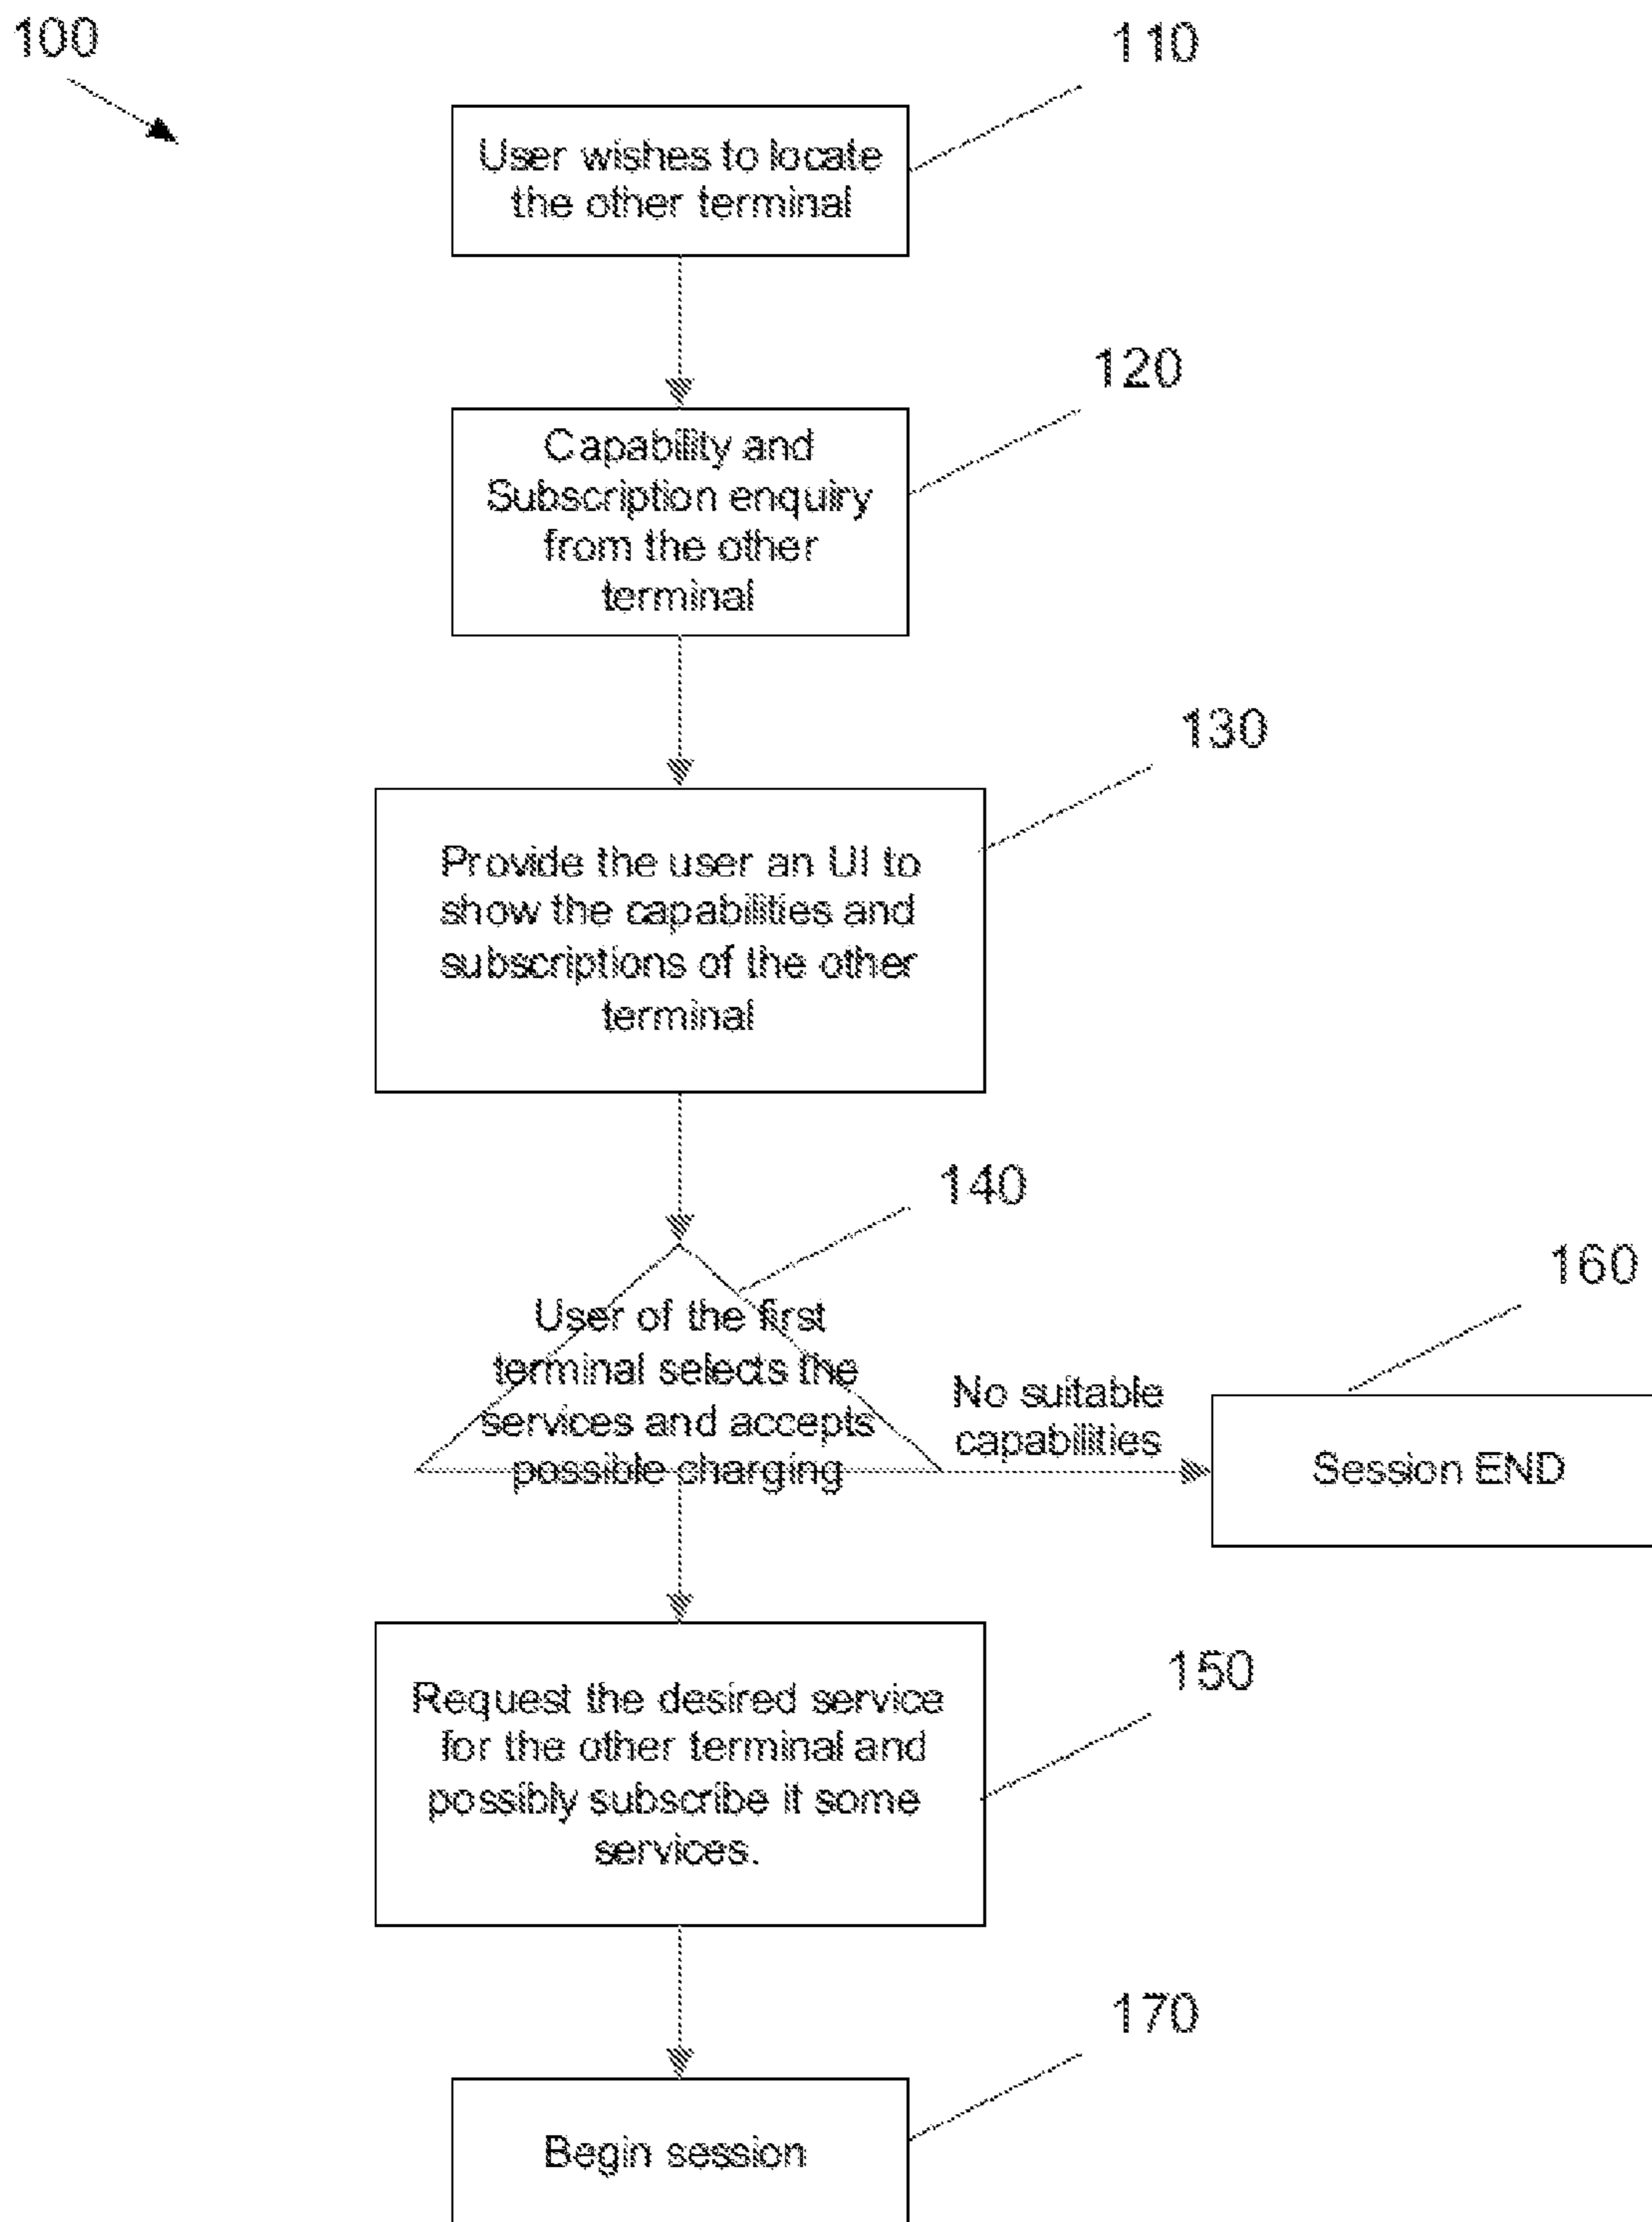 100
110
User wishes to locate
the other terminal
120
Capability and
Subscription enquiry
from the other
terminal
130
Provide the user an UI to
show the capabilities and
subscriptions of the other
terminal
140
User of the first
terminal selects the
services and accepts
possible charging
No suitable
capabilities
160
Session END
150
Request the desired service
for the other terminal and
possibly subscribe it some
services.
170
Begin session